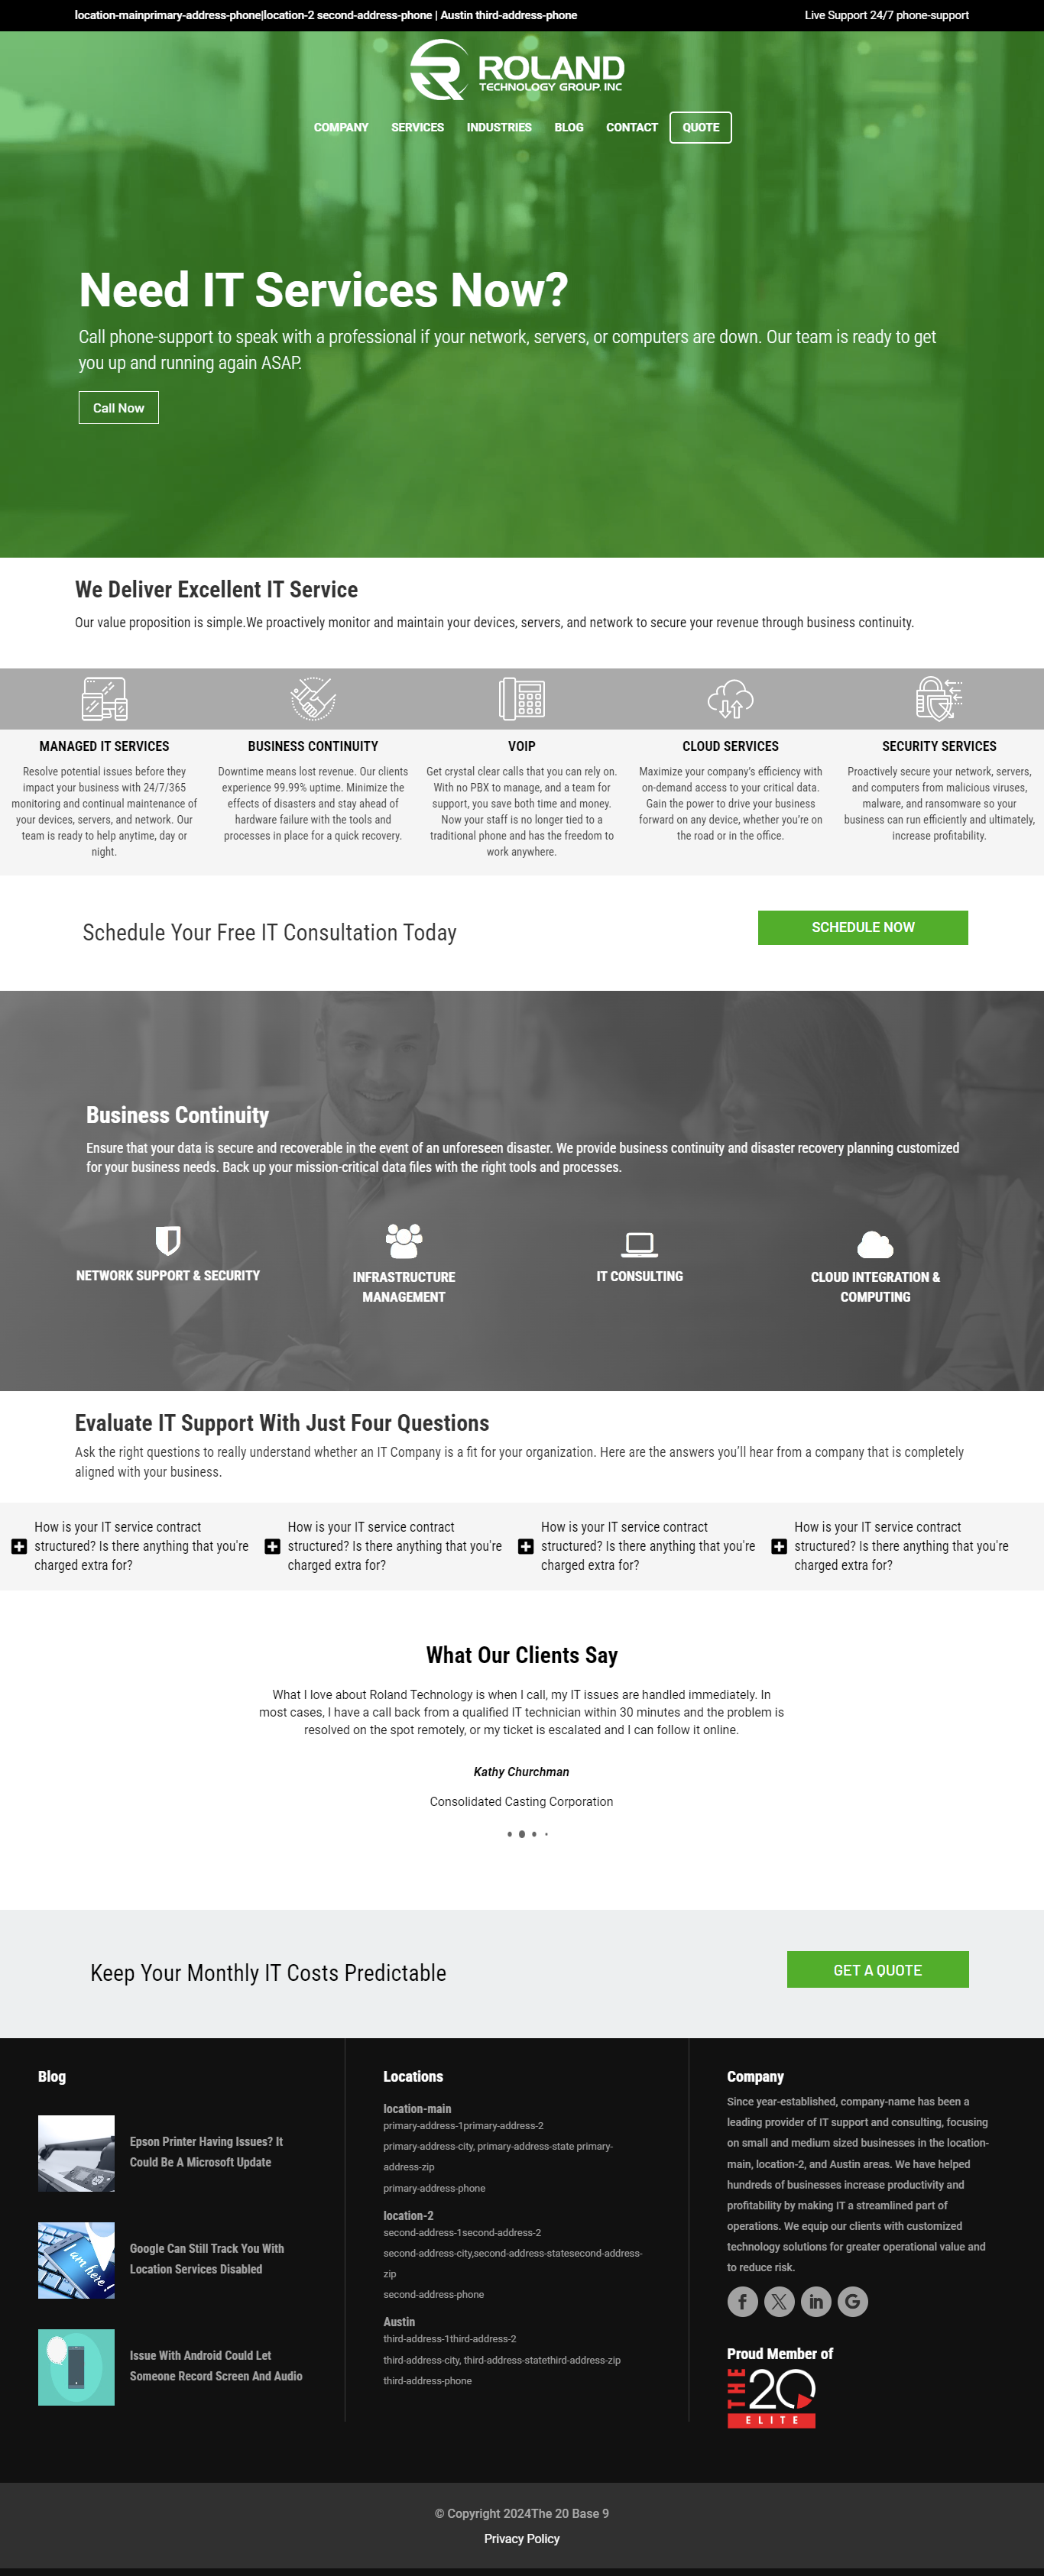 location-mainprimary-address-phone|location-2 second-address-phone | Austin third-address-phone
Live Support 24/7 phone-support
ROLAND
TECHNOLOGY GROUP, INC
COMPANY
SERVICES
INDUSTRIES
BLOG
CONTACT
QUOTE
Need IT Services Now?
Call phone-support to speak with a professional if your network, servers, or computers are down. Our team is ready to get
you up and running again ASAP.
Call Now
We Deliver Excellent IT Service
Our value proposition is simple.We proactively monitor and maintain your devices, servers, and network to secure your revenue through business continuity.
MANAGED IT SERVICES
Resolve potential issues before they
impact your business with 24/7/365
monitoring and continual maintenance of
your devices, servers, and network. Our
team is ready to help anytime, day or
night.
BUSINESS CONTINUITY
Downtime means lost revenue. Our clients
experience 99.99% uptime. Minimize the
effects of disasters and stay ahead of
hardware failure with the tools and
processes in place for a quick recovery.
VOIP
Get crystal clear calls that you can rely on.
With no PBX to manage, and a team for
support, you save both time and money.
Now your staff is no longer tied to a
traditional phone and has the freedom to
work anywhere.
CLOUD SERVICES
Maximize your company's efficiency with
on-demand access to your critical data.
Gain the power to drive your business
forward on any device, whether you're on
the road or in the office.
SECURITY SERVICES
Proactively secure your network, servers,
and computers from malicious viruses,
malware, and ransomware so your
business can run efficiently and ultimately,
increase profitability.
Schedule Your Free IT Consultation Today
SCHEDULE NOW
Business Continuity
Ensure that your data is secure and recoverable in the event of an unforeseen disaster. We provide business continuity and disaster recovery planning customized
for your business needs. Back up your mission-critical data files with the right tools and processes.
NETWORK SUPPORT & SECURITY
INFRASTRUCTURE
MANAGEMENT
IT CONSULTING
CLOUD INTEGRATION &
COMPUTING
Evaluate IT Support With Just Four Questions
Ask the right questions to really understand whether an IT Company is a fit for your organization. Here are the answers you'll hear from a company that is completely
aligned with your business.
How is your IT service contract
structured? Is there anything that you're
charged extra for?
How is your IT service contract
structured? Is there anything that you're
charged extra for?
How is your IT service contract
structured? Is there anything that you're
charged extra for?
How is your IT service contract
structured? Is there anything that you're
charged extra for?
What Our Clients Say
What I love about Roland Technology is when I call, my IT issues are handled immediately. In
most cases, I have a call back from a qualified IT technician within 30 minutes and the problem is
resolved on the spot remotely, or my ticket is escalated and I can follow it online.
Kathy Churchman
Consolidated Casting Corporation
Keep Your Monthly IT Costs Predictable
GET A QUOTE
Blog
Epson Printer Having Issues? It
Could Be A Microsoft Update
I am here !
Google Can Still Track You With
Location Services Disabled
Issue With Android Could Let
Someone Record Screen And Audio
Locations
location-main
primary-address-1primary-address-2
primary-address-city, primary-address-state primary-
address-zip
primary-address-phone
location-2
second-address-1second-address-2
second-address-city,second-address-statesecond-address-
zip
second-address-phone
Austin
third-address-1third-address-2
third-address-city, third-address-statethird-address-zip
third-address-phone
Company
Since year-established, company-name has been a
leading provider of IT support and consulting, focusing
on small and medium sized businesses in the location-
main, location-2, and Austin areas. We have helped
hundreds of businesses increase productivity and
profitability by making IT a streamlined part of
operations. We equip our clients with customized
technology solutions for greater operational value and
to reduce risk.
Proud Member of
THE 20
ELITE
© Copyright 2024The 20 Base 9
Privacy Policy